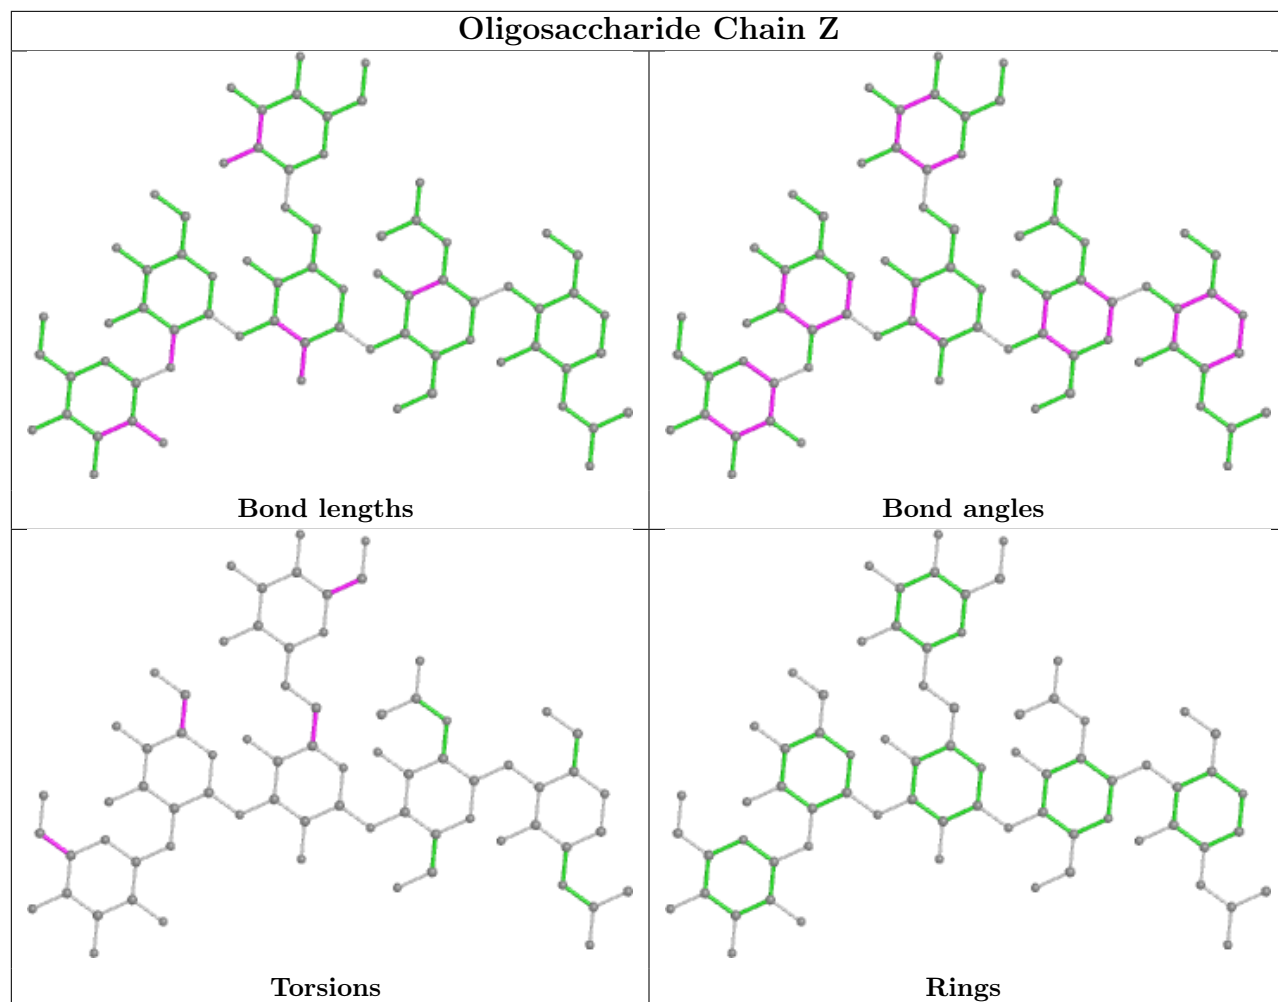 Oligosaccharide Chain Z
Bond lengths
Bond angles
Torsions
Rings